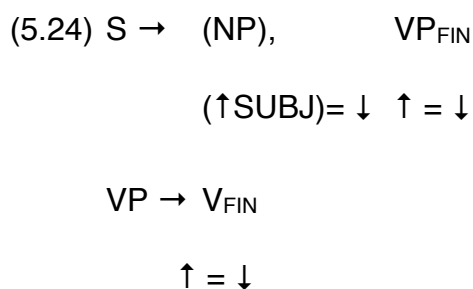 (5.24) S → (NP), VP_FIN
(↑SUBJ)= ↓ ↑ = ↓
VP → V_FIN
↑ = ↓